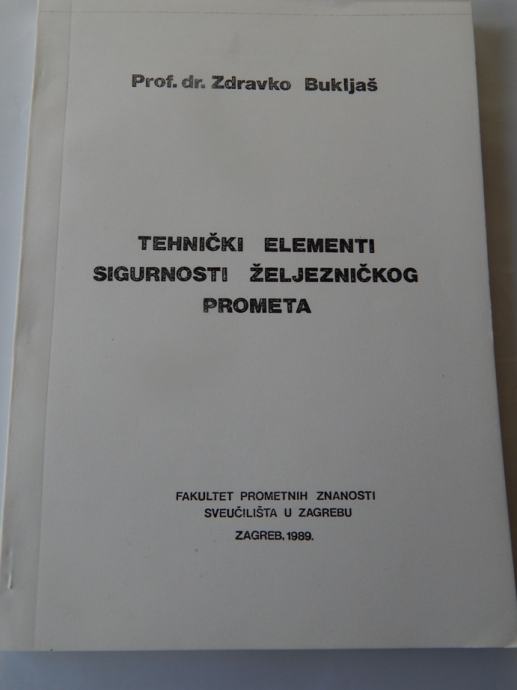 Prof. dr. Zdravko Bukljaš
TEHNIČKI ELEMENTI
SIGURNOSTI ŽELJEZNIČKOG
PROMETA
FAKULTET PROMETNIH ZNANOSTI
SVEUČILIŠTA U ZAGREBU
ZAGREB, 1989.